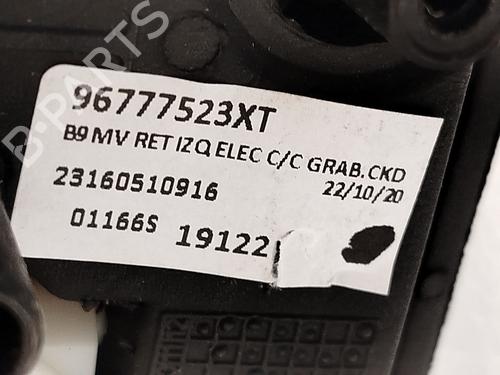 96777523XT
B9 MV RET IZQ ELEC C/C GRAB.CKD
23160510916 22/10/20
01166S 19122
B-PARTS